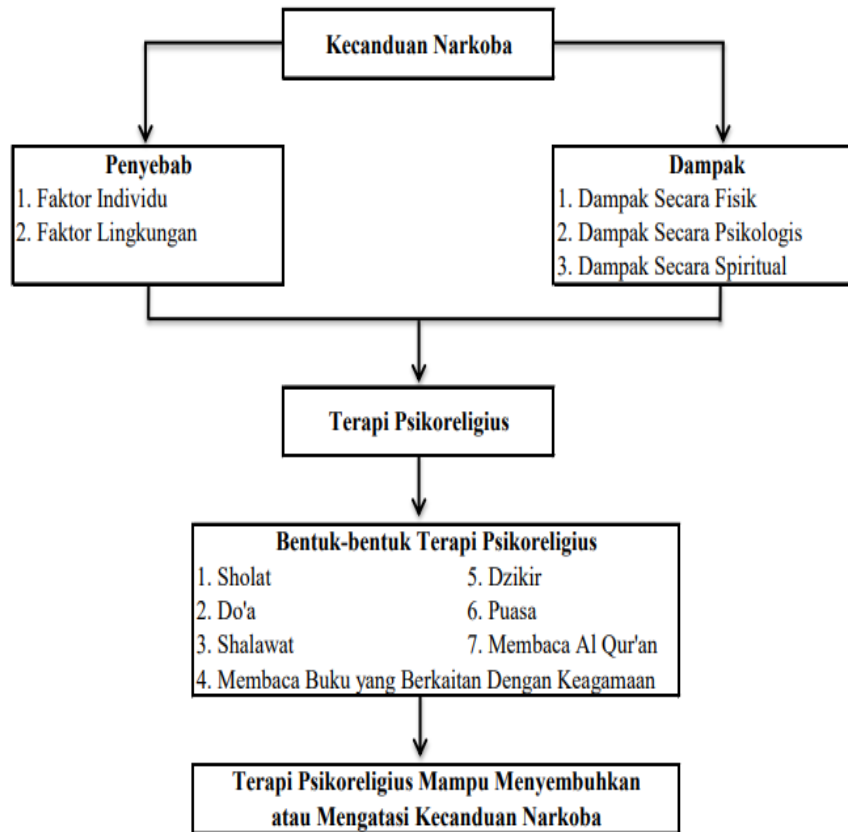 Kecanduan Narkoba
Penyebab
1. Faktor Individu
2. Faktor Lingkungan
Dampak
1. Dampak Secara Fisik
2. Dampak Secara Psikologis
3. Dampak Secara Spiritual
Terapi Psikoreligius
Bentuk-bentuk Terapi Psikoreligius
1. Sholat
2. Do'a
3. Shalawat
4. Membaca Buku yang Berkaitan Dengan Keagamaan
5. Dzikir
6. Puasa
7. Membaca Al Qur'an
Terapi Psikoreligius Mampu Menyembuhkan
atau Mengatasi Kecanduan Narkoba